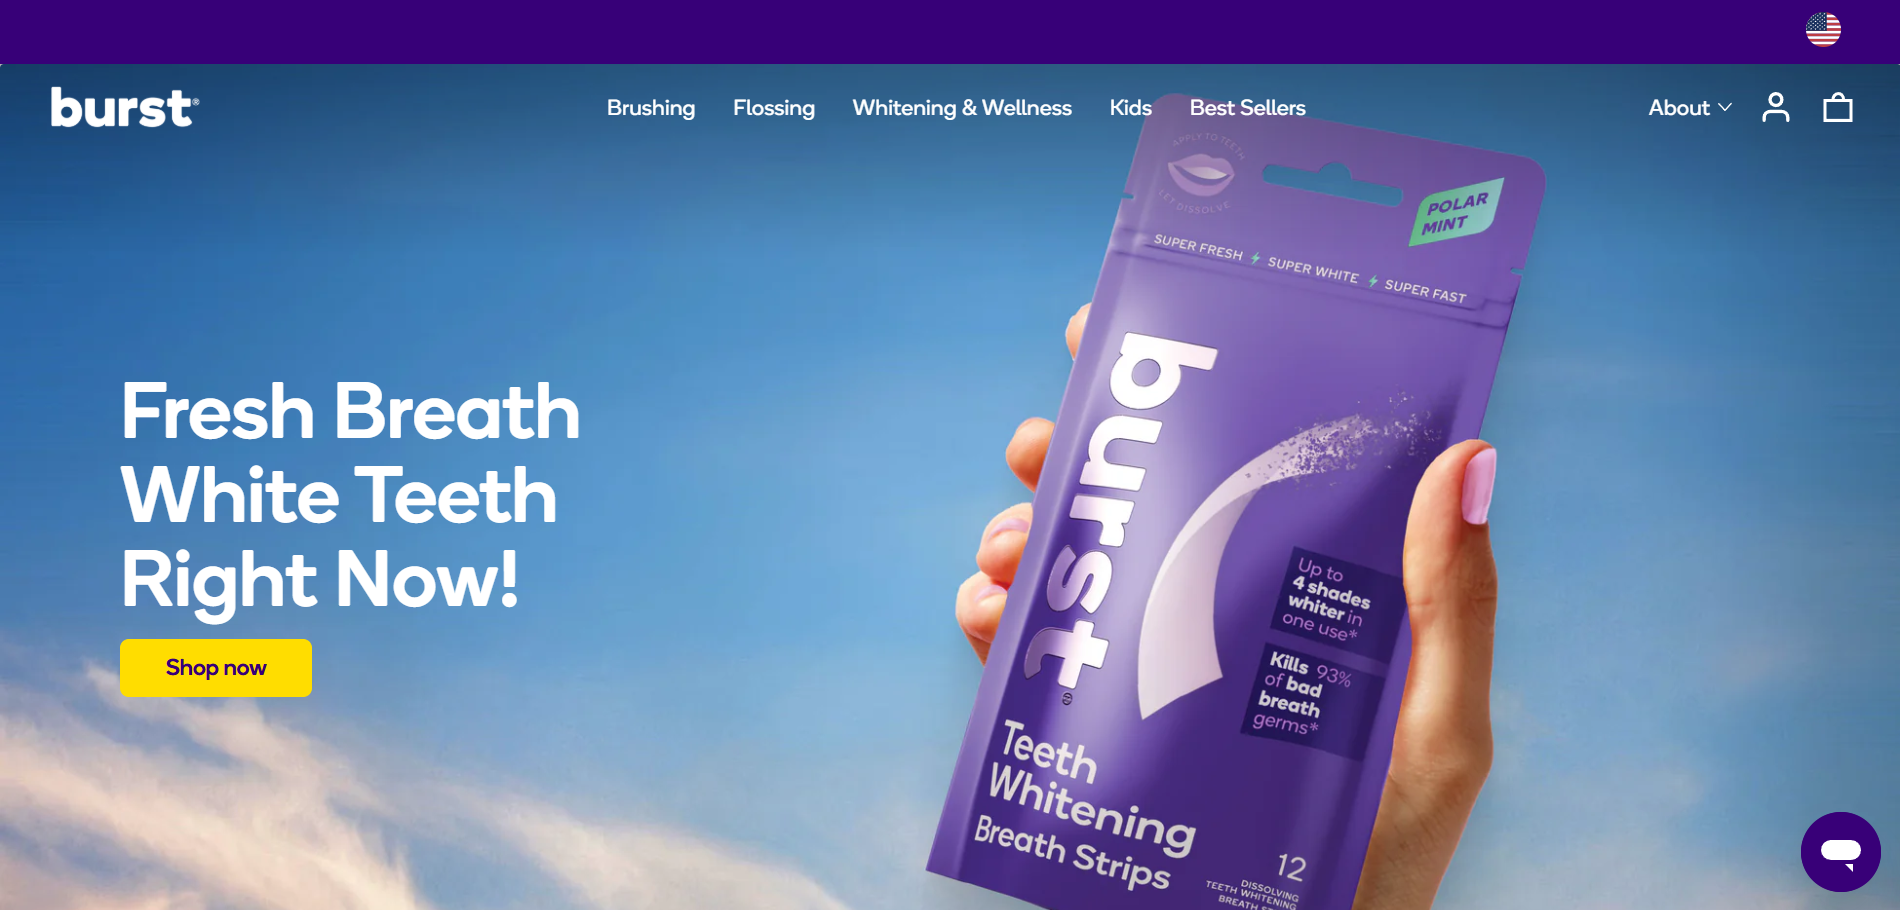 burst®
Brushing
Flossing
Whitening & Wellness
Kids
Best Sellers
About
Fresh Breath
White Teeth
Right Now!
Shop now
APPLY TO TEETH
LET DISSOLVE
POLAR
MINT
SUPER FRESH
SUPER WHITE
SUPER FAST
burst®
Up to
4 shades
whiter in
one use*
Kills 93%
of bad
breath
germs*
Teeth
Whitening
Breath Strips
12
DISSOLVING
TEETH WHITENING
BREATH